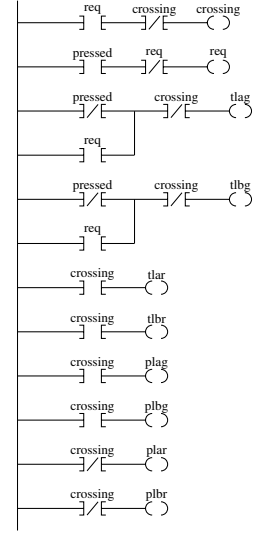 req crossing crossing
pressed req req
pressed crossing tlag
req
pressed crossing tlbg
req
crossing tlar
crossing tlbr
crossing plag
crossing plbg
crossing plar
crossing plbr